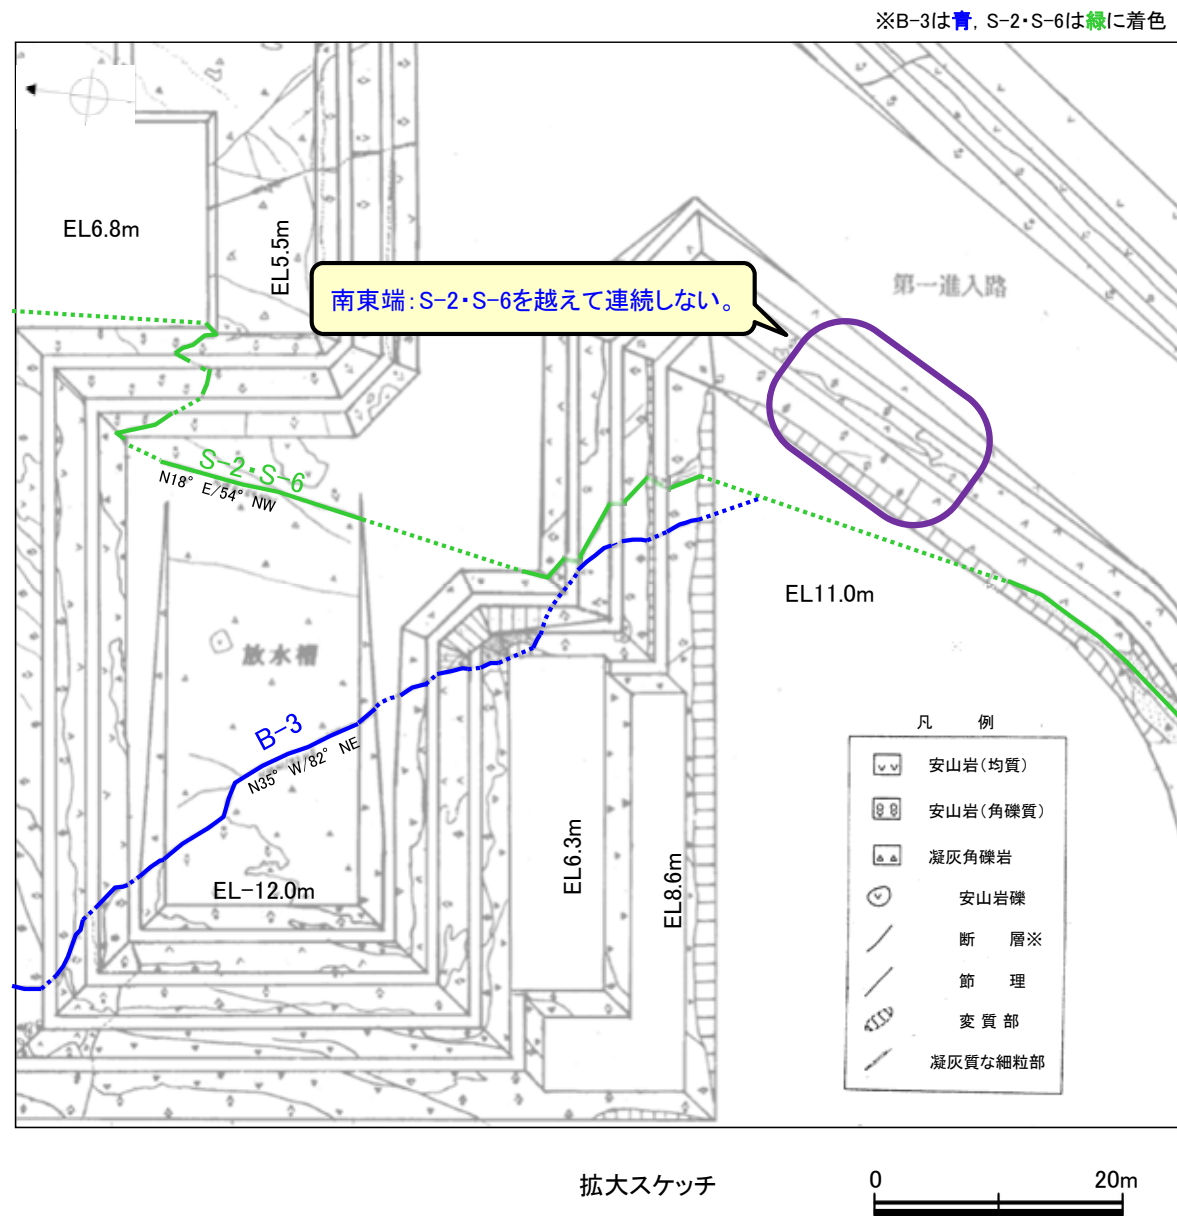 ※B-3は青，S-2・S-6は緑に着色
EL6.8m
EL5.5m
南東端：S-2・S-6を越えて連続しない。
第一進入路
S-2・S-6
N18° E/54° NW
EL11.0m
放水槽
B-3
N35° W/82° NE
EL-12.0m
EL6.3m
EL8.6m
凡 例
安山岩(均質)
安山岩(角礫質)
凝灰角礫岩
安山岩礫
断 層※
節 理
変 質 部
凝灰質な細粒部
拡大スケッチ
0 20m